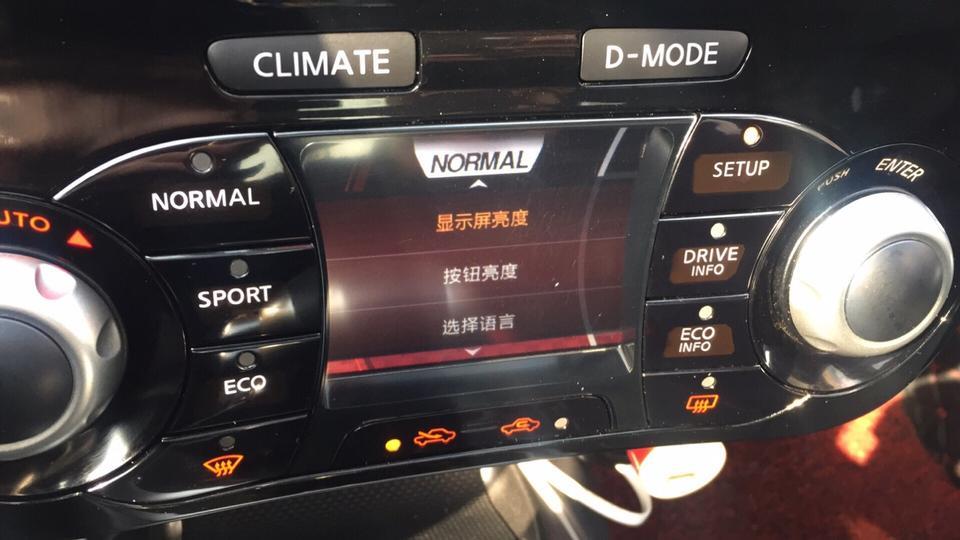 CLIMATE
D-MODE
NORMAL
NORMAL
SETUP
PUSH
ENTER
显示屏亮度
UTO
DRIVE
INFO
按钮亮度
SPORT
选择语言
ECO
INFO
ECO